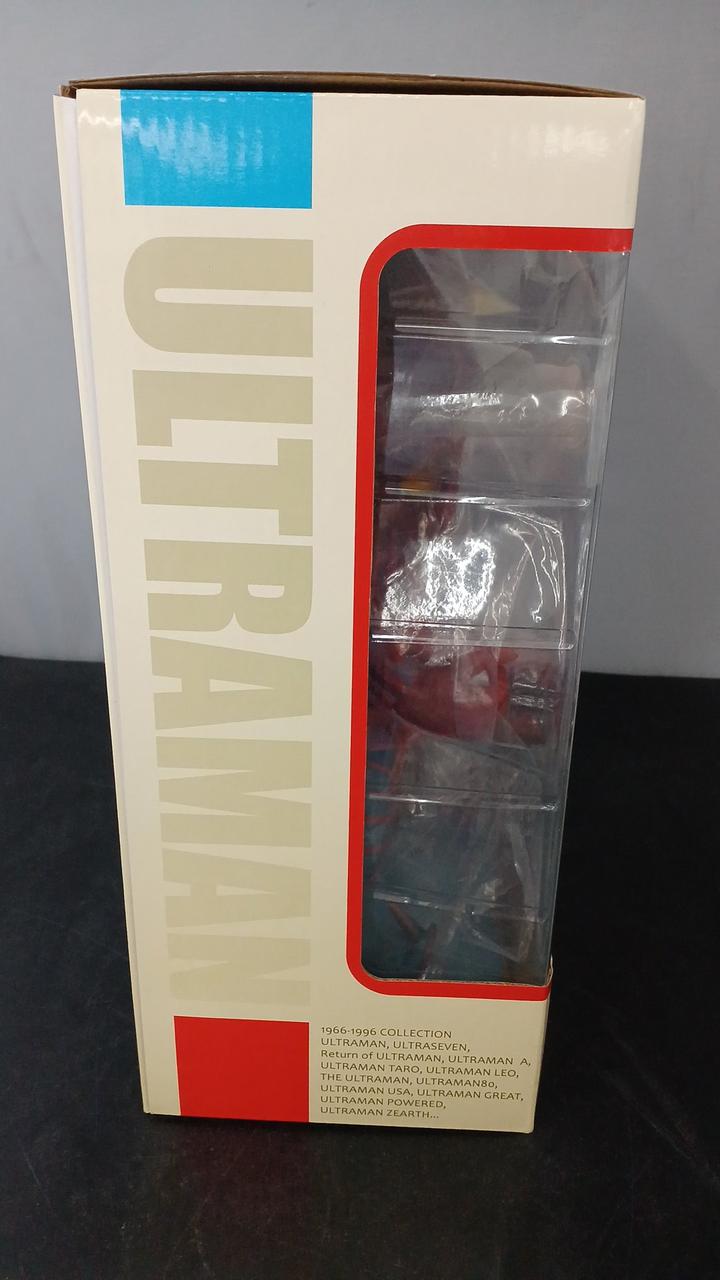 ULTRAMAN
1966-1996 COLLECTION
ULTRAMAN, ULTRASEVEN,
Return of ULTRAMAN, ULTRAMAN A,
ULTRAMAN TARO, ULTRAMAN LEO,
THE ULTRAMAN, ULTRAMAN80,
ULTRAMAN USA, ULTRAMAN GREAT,
ULTRAMAN POWERED,
ULTRAMAN ZEARTH...